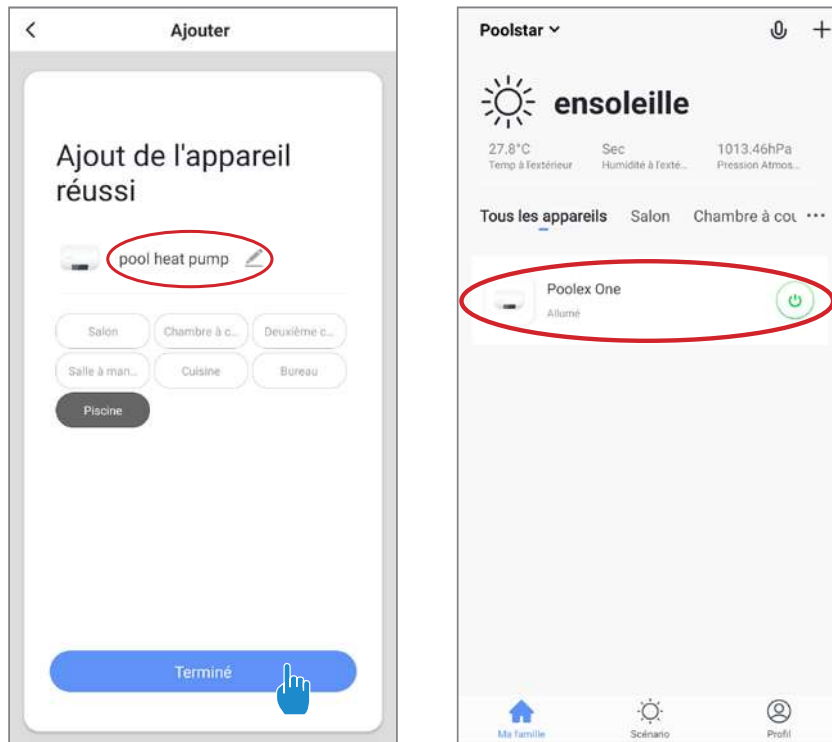 Ajouter
Ajout de l'appareil
réussi
pool heat pump
Salon Chambre à c... Deuxième c...
Salle à man... Cuisine Bureau
Piscine
Terminé
Poolstar
ensoleille
27.8°C Sec 1013.46hPa
Temp à l'extérieur Humidité à l'exté... Pression Atmos...
Tous les appareils Salon Chambre à cou ...
Poolex One
Allumé
Ma famille Scénario Profil